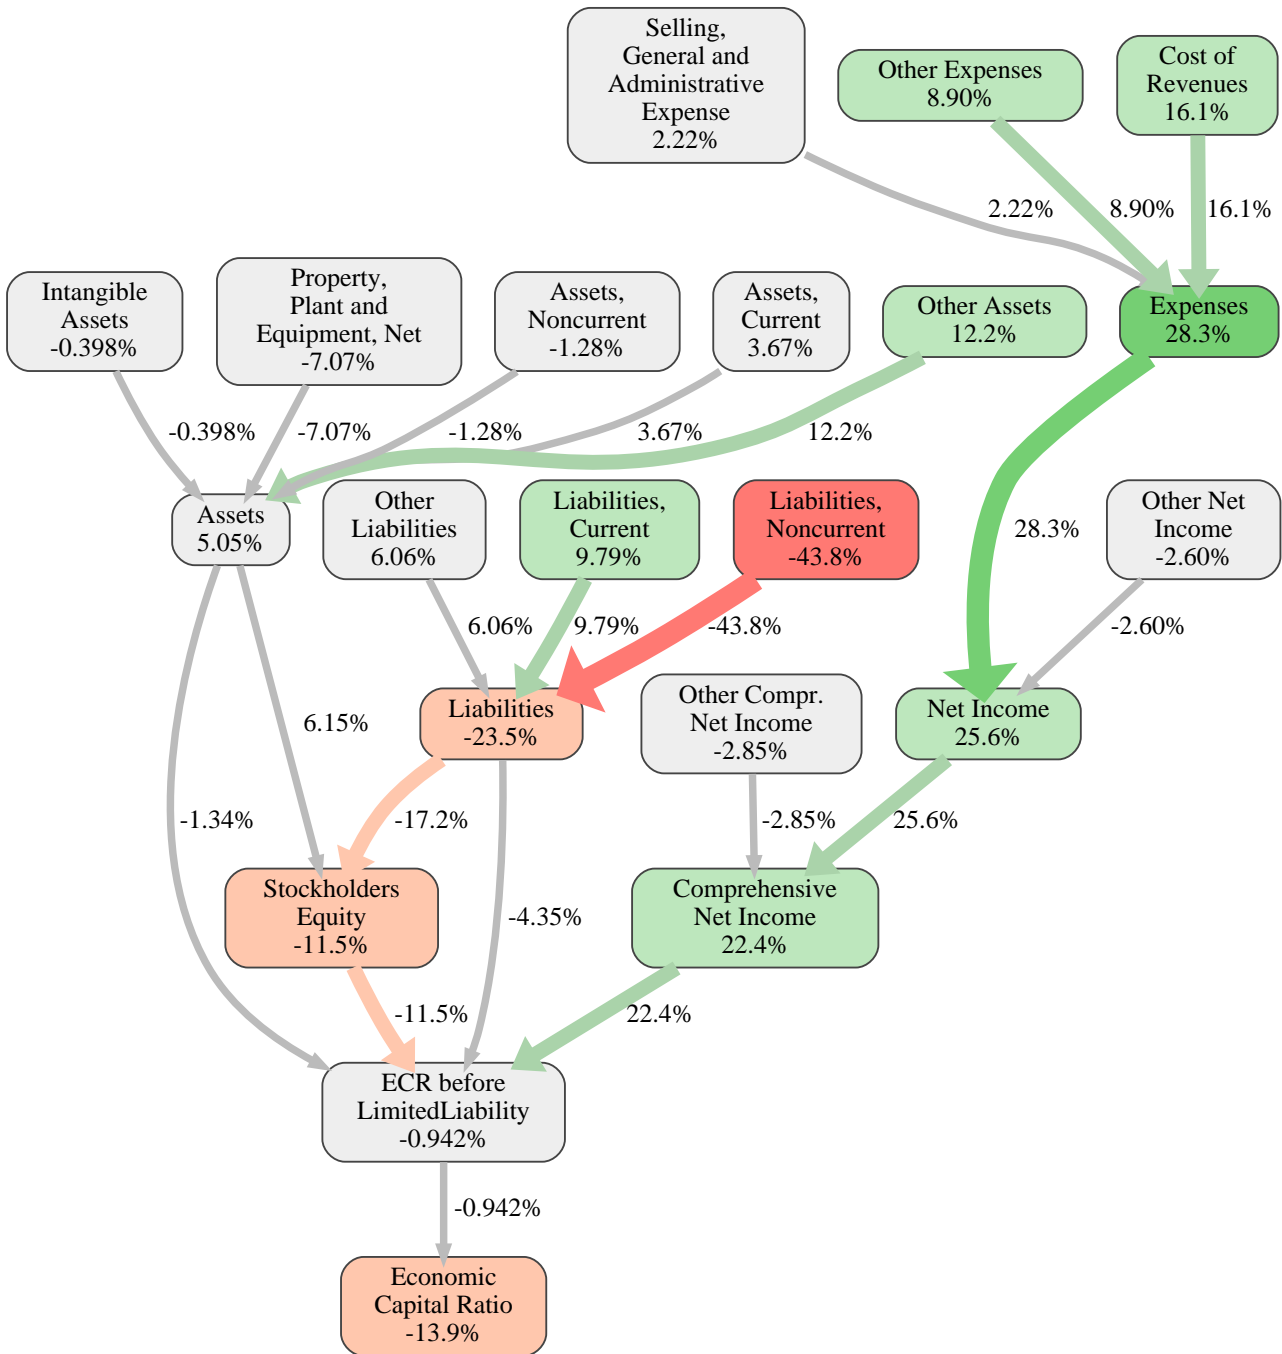 Selling,
General and
Administrative
Expense
2.22%
Other Expenses
8.90%
Cost of
Revenues
16.1%
2.22%
8.90%
16.1%
Intangible
Assets
-0.398%
Property,
Plant and
Equipment, Net
-7.07%
Assets,
Noncurrent
-1.28%
Assets,
Current
3.67%
Other Assets
12.2%
Expenses
28.3%
-0.398%
-7.07%
-1.28%
3.67%
12.2%
28.3%
Assets
5.05%
Other
Liabilities
6.06%
Liabilities,
Current
9.79%
Liabilities,
Noncurrent
-43.8%
Other Net
Income
-2.60%
6.06%
9.79%
-43.8%
-2.60%
6.15%
Liabilities
-23.5%
Other Compr.
Net Income
-2.85%
Net Income
25.6%
-1.34%
-17.2%
-2.85%
25.6%
Stockholders
Equity
-11.5%
-4.35%
Comprehensive
Net Income
22.4%
-11.5%
22.4%
ECR before
LimitedLiability
-0.942%
-0.942%
Economic
Capital Ratio
-13.9%